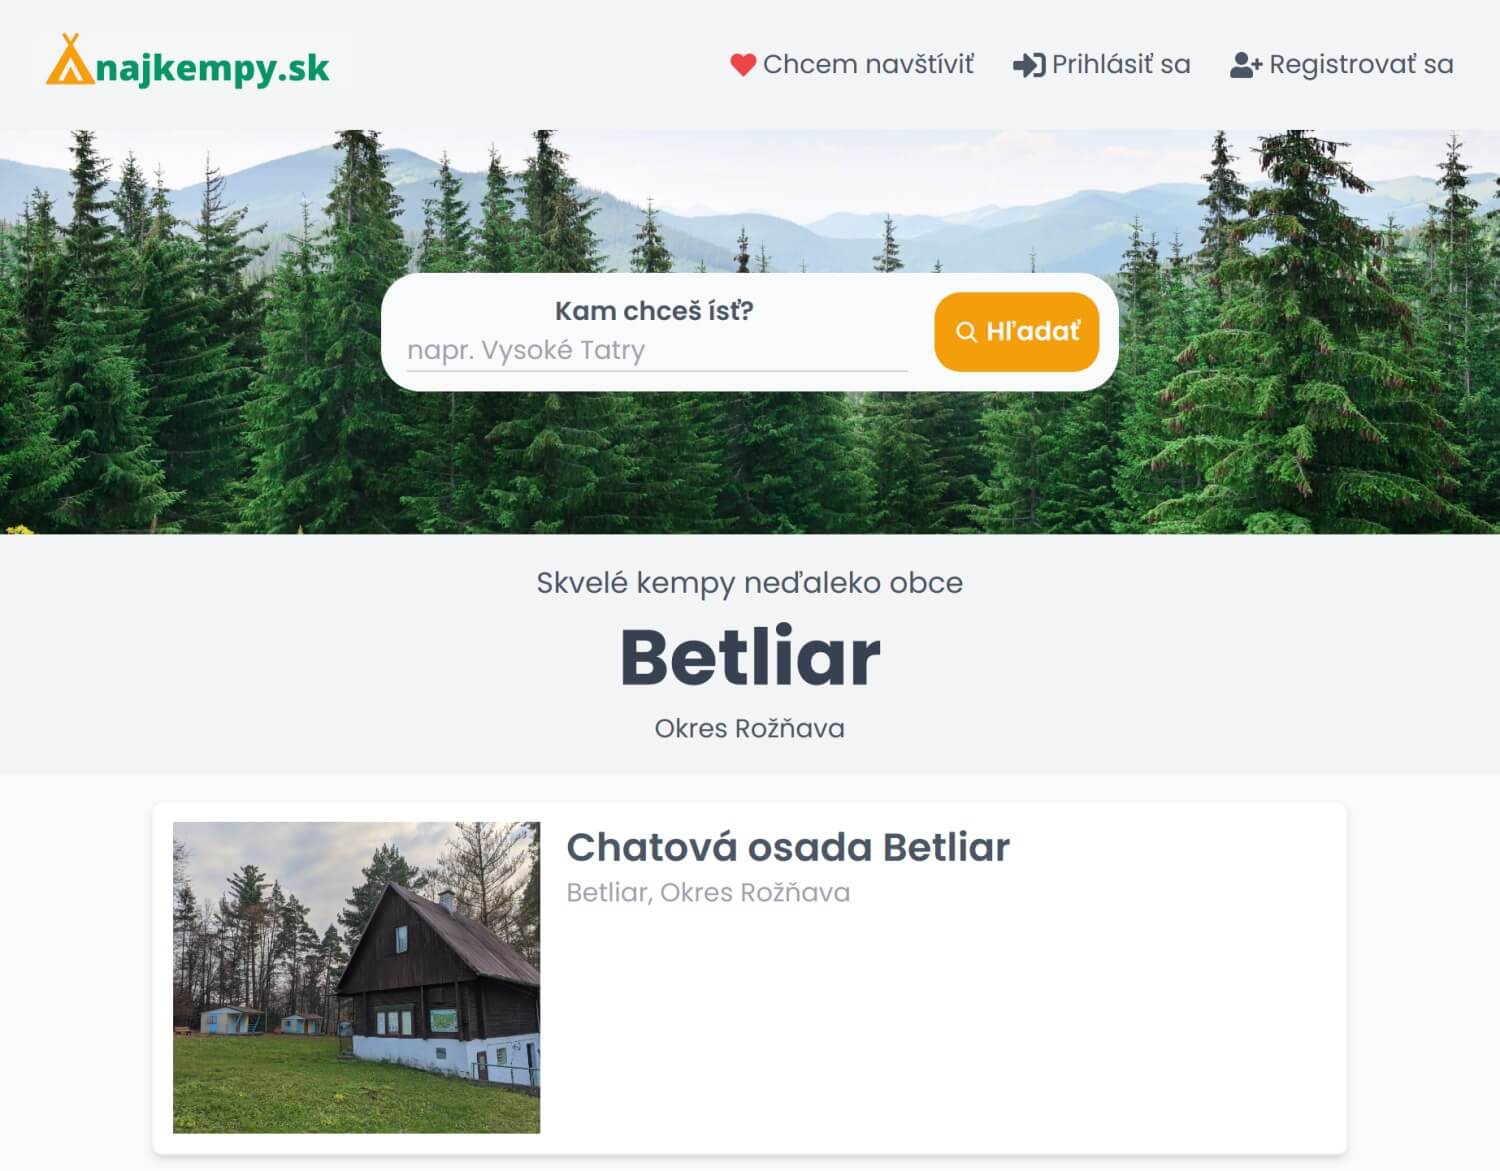 najkempy.sk
Chcem navštíviť
Prihlásiť sa
Registrovať sa
Kam chceš ísť?
napr. Vysoké Tatry
Hľadať
Skvelé kempy neďaleko obce
Betliar
Okres Rožňava
Chatová osada Betliar
Betliar, Okres Rožňava